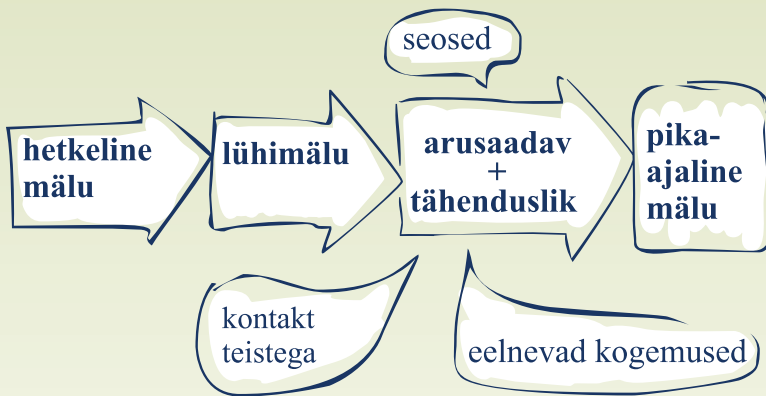 seosed
hetkeline
mälu
lühimälu
arusaadav
+
tähenduslik
pika-
ajaline
mälu
kontakt
teistega
eelnevad kogemused